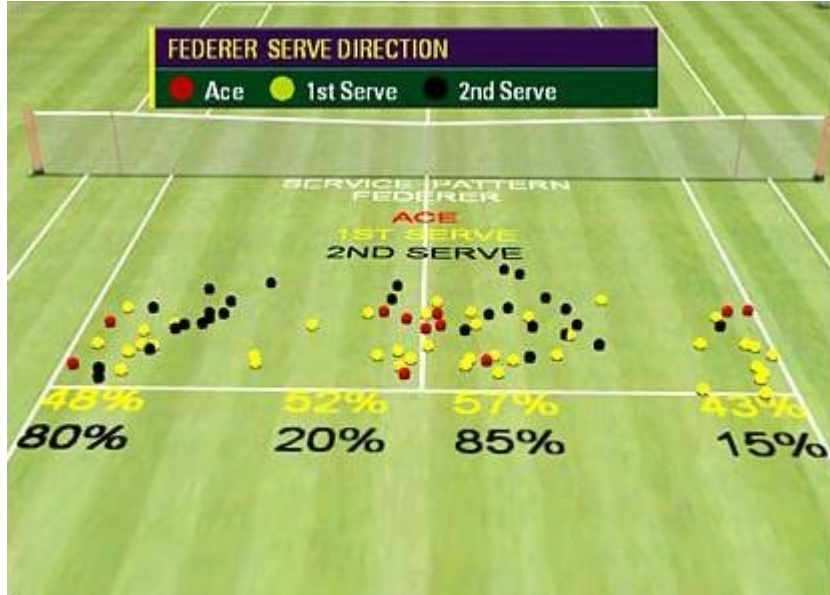 FEDERER SERVE DIRECTION
Ace 1st Serve 2nd Serve
SERVICE PATTERN
FEDERER
ACE
1ST SERVE
2ND SERVE
48% 52% 57% 43%
80% 20% 85% 15%